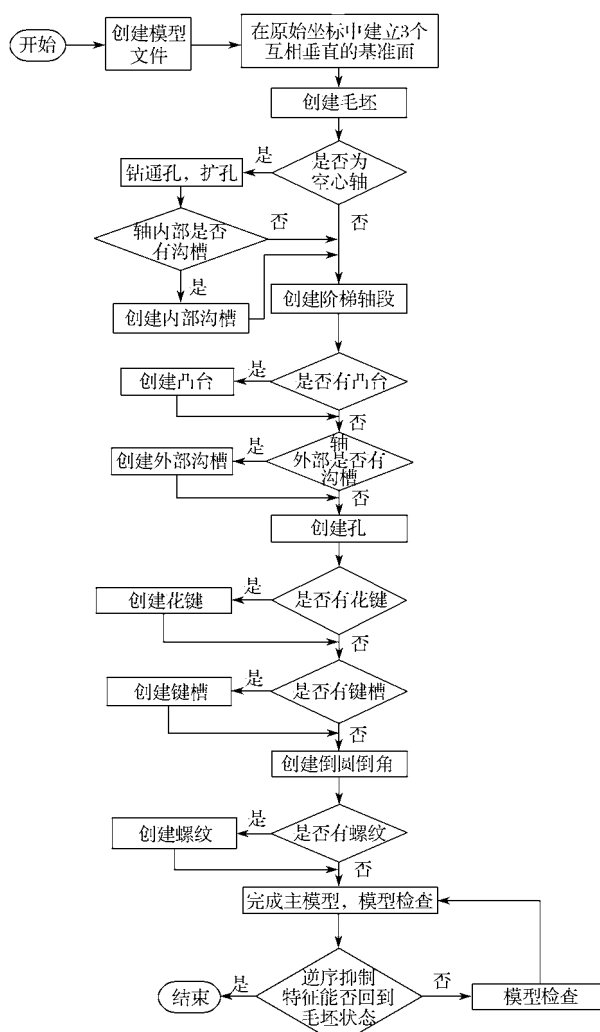 开始
创建模型
文件
在原始坐标中建立3个
互相垂直的基准面
创建毛坯
是否为
空心轴
是
钻通孔，扩孔
否
轴内部是否
有沟槽
否
是
创建内部沟槽
创建阶梯轴段
是否有凸台
是
创建凸台
否
轴
外部是否有
沟槽
是
创建外部沟槽
否
创建孔
是否有花键
是
创建花键
否
是否有键槽
是
创建键槽
否
创建倒圆倒角
是否有螺纹
是
创建螺纹
否
完成主模型，模型检查
逆序抑制
特征能否回到
毛坯状态
是
结束
否
模型检查